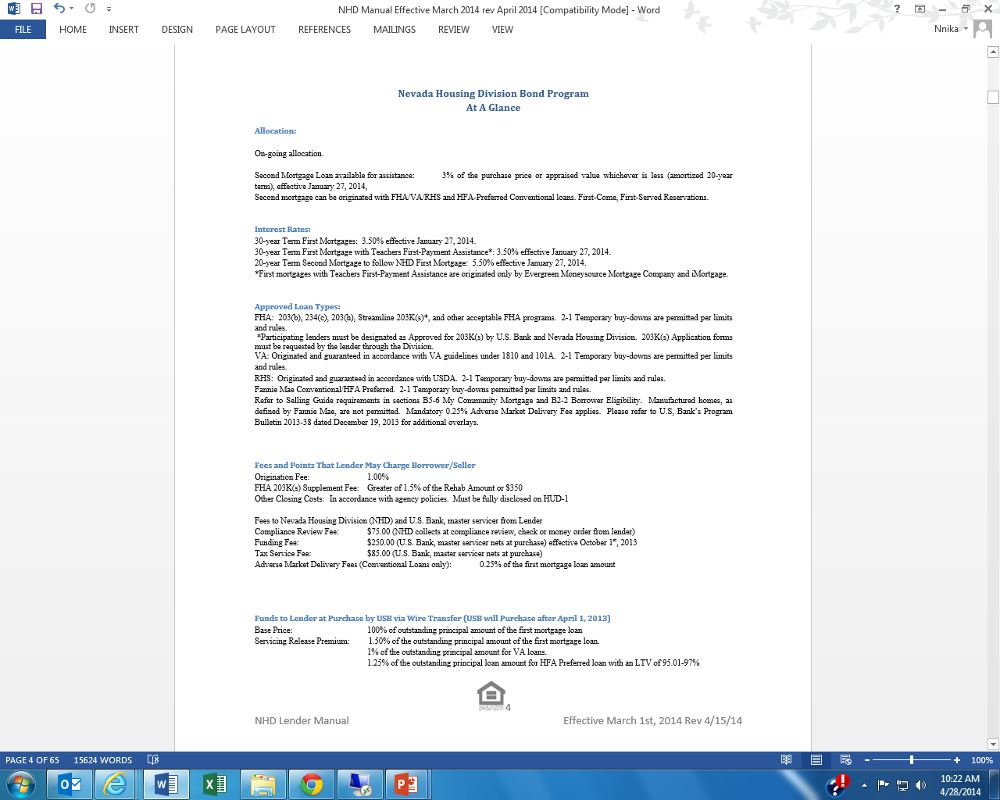 NHD Manual Effective March 2014 rev April 2014 [Compatibility Mode] - Word
FILE HOME INSERT DESIGN PAGE LAYOUT REFERENCES MAILINGS REVIEW VIEW
Nnika
Nevada Housing Division Bond Program
At A Glance
Allocation:
On-going allocation.
Second Mortgage Loan available for assistance: 3% of the purchase price or appraised value whichever is less (amortized 20-year
term), effective January 27, 2014,
Second mortgage can be originated with FHA/VA/RHS and HFA-Preferred Conventional loans. First-Come, First-Served Reservations.
Interest Rates:
30-year Term First Mortgages: 3.50% effective January 27, 2014.
30-year Term First Mortgage with Teachers First-Payment Assistance*: 3.50% effective January 27, 2014.
20-year Term Second Mortgage to follow NHD First Mortgage: 5.50% effective January 27, 2014.
*First mortgages with Teachers First-Payment Assistance are originated only by Evergreen Moneysource Mortgage Company and iMortgage.
Approved Loan Types:
FHA: 203(b), 234(c), 203(h), Streamline 203K(s)*, and other acceptable FHA programs. 2-1 Temporary buy-downs are permitted per limits
and rules.
*Participating lenders must be designated as Approved for 203K(s) by U.S. Bank and Nevada Housing Division. 203K(s) Application forms
must be requested by the lender through the Division.
VA: Originated and guaranteed in accordance with VA guidelines under 1810 and 101A. 2-1 Temporary buy-downs are permitted per limits
and rules.
RHS: Originated and guaranteed in accordance with USDA. 2-1 Temporary buy-downs are permitted per limits and rules.
Fannie Mae Conventional/HFA Preferred. 2-1 Temporary buy-downs permitted per limits and rules.
Refer to Selling Guide requirements in sections B5-6 My Community Mortgage and B2-2 Borrower Eligibility. Manufactured homes, as
defined by Fannie Mae, are not permitted. Mandatory 0.25% Adverse Market Delivery Fee applies. Please refer to U.S, Bank's Program
Bulletin 2013-38 dated December 19, 2013 for additional overlays.
Fees and Points That Lender May Charge Borrower/Seller
Origination Fee: 1.00%
FHA 203K(s) Supplement Fee: Greater of 1.5% of the Rehab Amount or $350
Other Closing Costs: In accordance with agency policies. Must be fully disclosed on HUD-1
Fees to Nevada Housing Division (NHD) and U.S. Bank, master servicer from Lender
Compliance Review Fee: $75.00 (NHD collects at compliance review, check or money order from lender)
Funding Fee: $250.00 (U.S. Bank, master servicer nets at purchase) effective October 1st, 2013
Tax Service Fee: $85.00 (U.S. Bank, master servicer nets at purchase)
Adverse Market Delivery Fees (Conventional Loans only): 0.25% of the first mortgage loan amount
Funds to Lender at Purchase by USB via Wire Transfer (USB will Purchase after April 1, 2013)
Base Price: 100% of outstanding principal amount of the first mortgage loan
Servicing Release Premium: 1.50% of the outstanding principal amount of the first mortgage loan.
1% of the outstanding principal amount for VA loans.
1.25% of the outstanding principal loan amount for HFA Preferred loan with an LTV of 95.01-97%
4
NHD Lender Manual Effective March 1st, 2014 Rev 4/15/14
PAGE 4 OF 65 15624 WORDS 100%
10:22 AM
4/28/2014